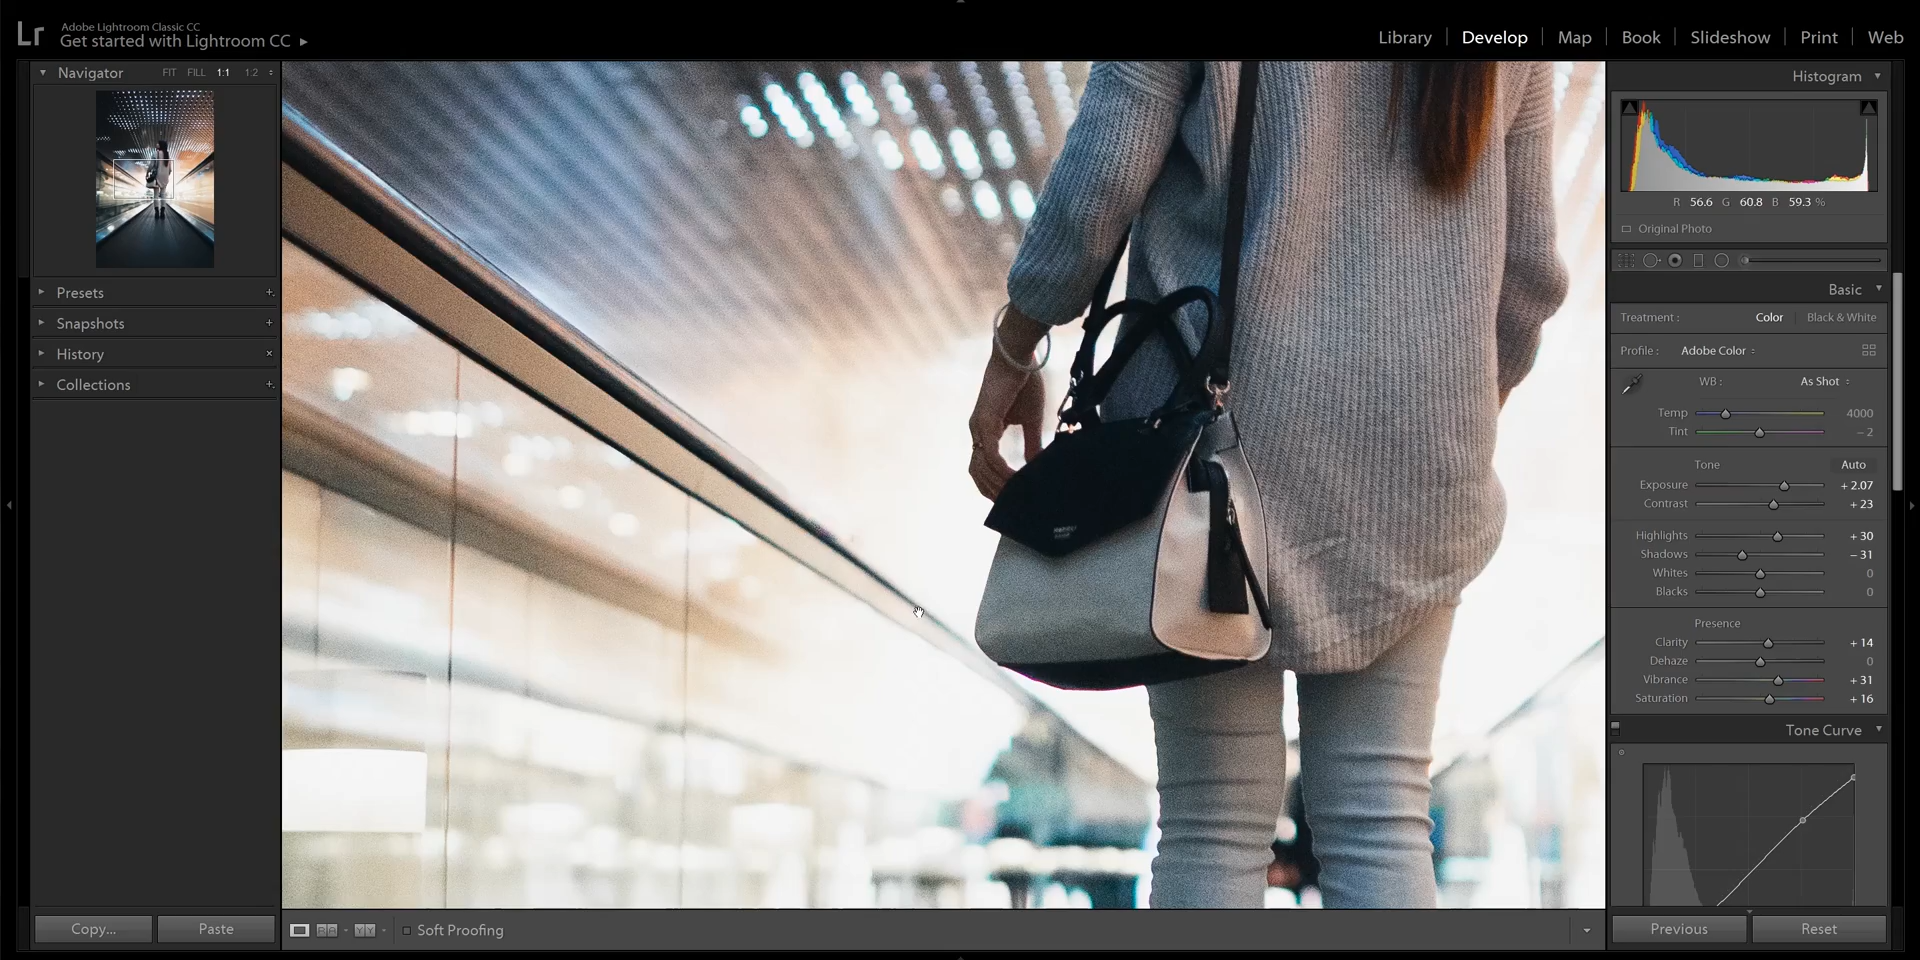 Lr
Adobe Lightroom Classic CC
Get started with Lightroom CC
Library Develop Map Book Slideshow Print Web
Navigator FIT FILL 1:1 1:2
Presets
Snapshots
History
Collections
Copy... Paste
Soft Proofing
Histogram
R 56.6 G 60.8 B 59.3 %
Original Photo
Basic
Treatment : Color Black & White
Profile : Adobe Color
WB : As Shot
Temp 4000
Tint – 2
Tone Auto
Exposure + 2.07
Contrast + 23
Highlights + 30
Shadows – 31
Whites 0
Blacks 0
Presence
Clarity + 14
Dehaze 0
Vibrance + 31
Saturation + 16
Tone Curve
Previous Reset